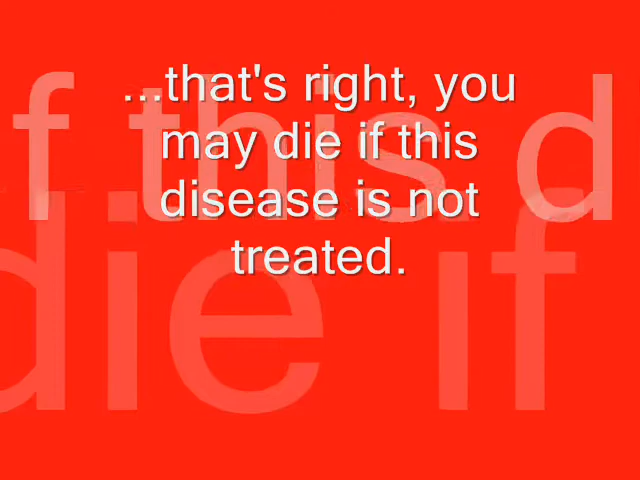 ...that's right, you
may die if this
disease is not
treated.
f this d
die if